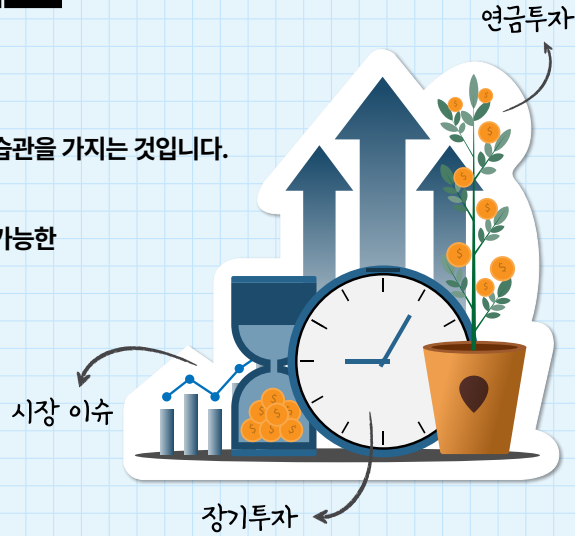 연금투자
습관을 가지는 것입니다.
가능한
시장 이슈
장기투자